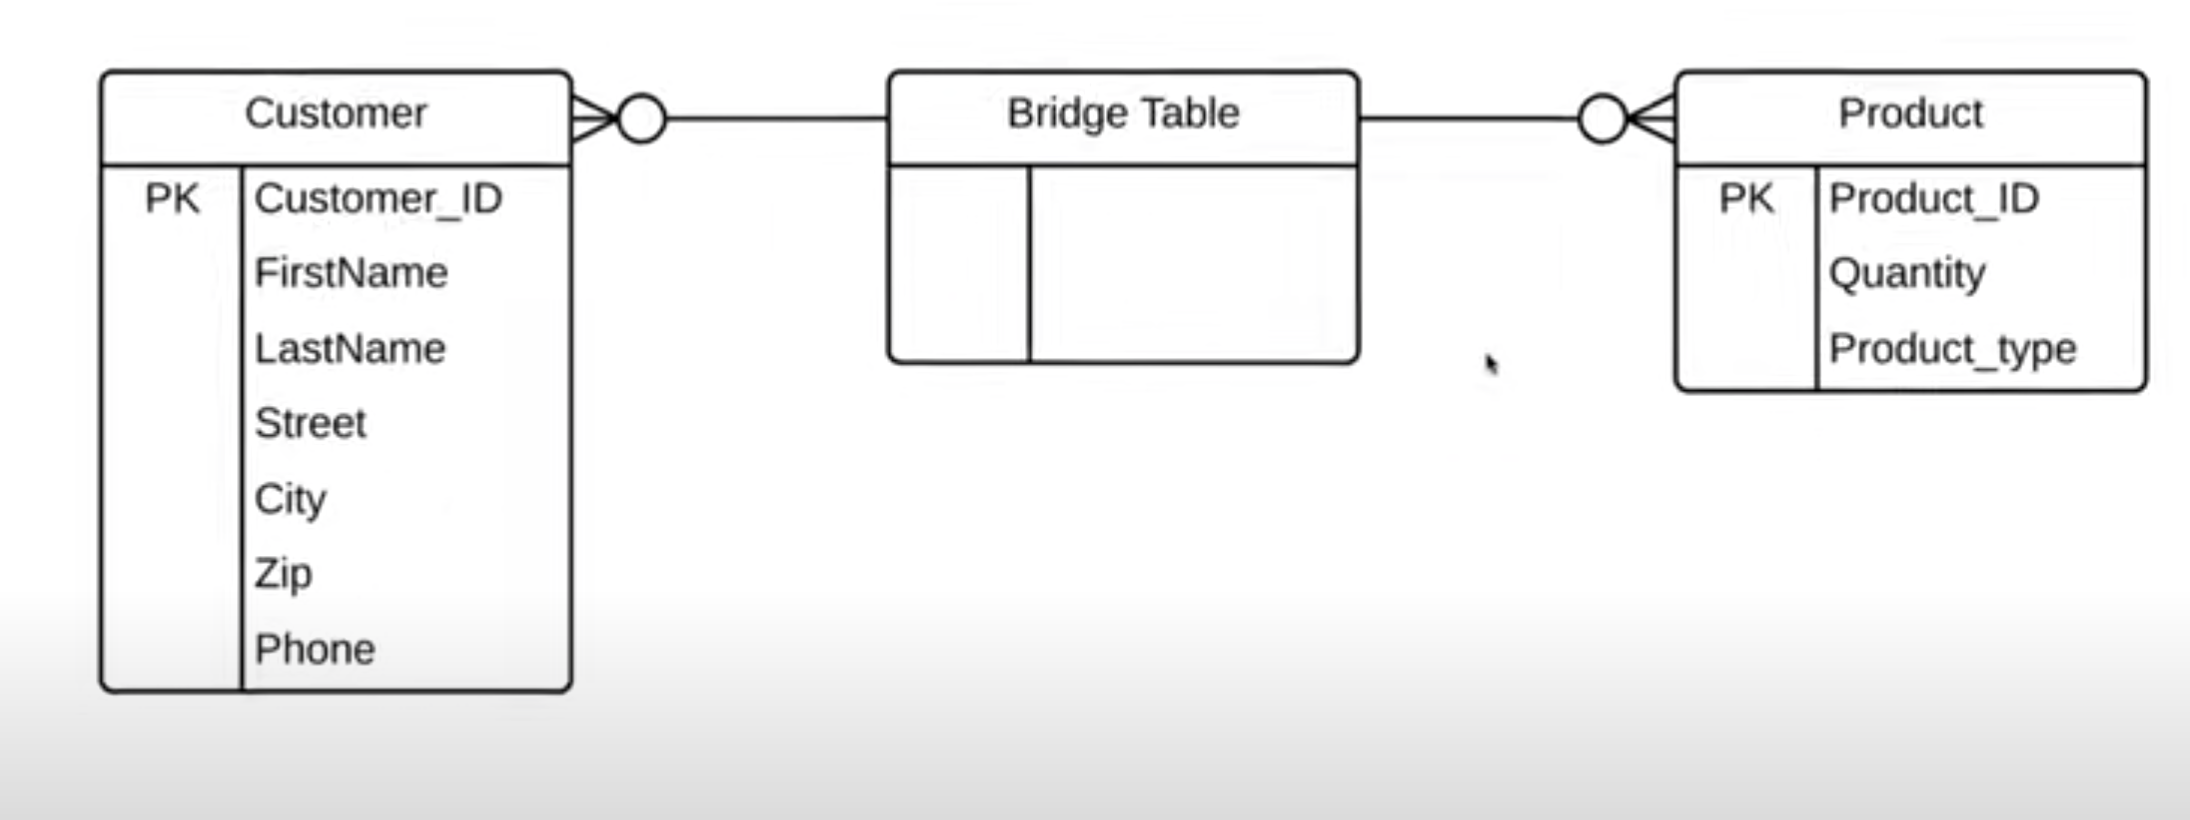 Customer
PK Customer_ID
FirstName
LastName
Street
City
Zip
Phone
Bridge Table
Product
PK Product_ID
Quantity
Product_type